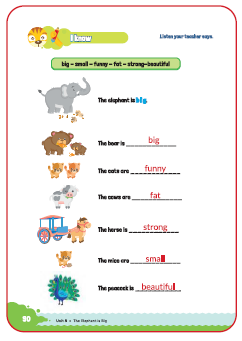 I know
Listen your teacher says.
big – small – funny – fat – strong–beautiful
The elephant is big.
The bear is big
The cats are funny
The cows are fat
The horse is strong
The mice are small
The peacock is beautiful
50 Unit 8 • The Elephant is Big